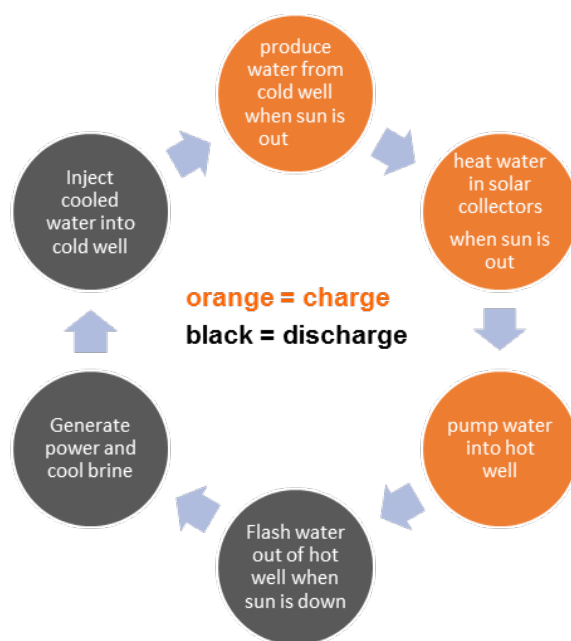 produce
water from
cold well
when sun is
out
heat water
in solar
collectors
when sun is
out
pump water
into hot
well
Flash water
out of hot
well when
sun is down
Generate
power and
cool brine
Inject
cooled
water into
cold well
orange = charge
black = discharge